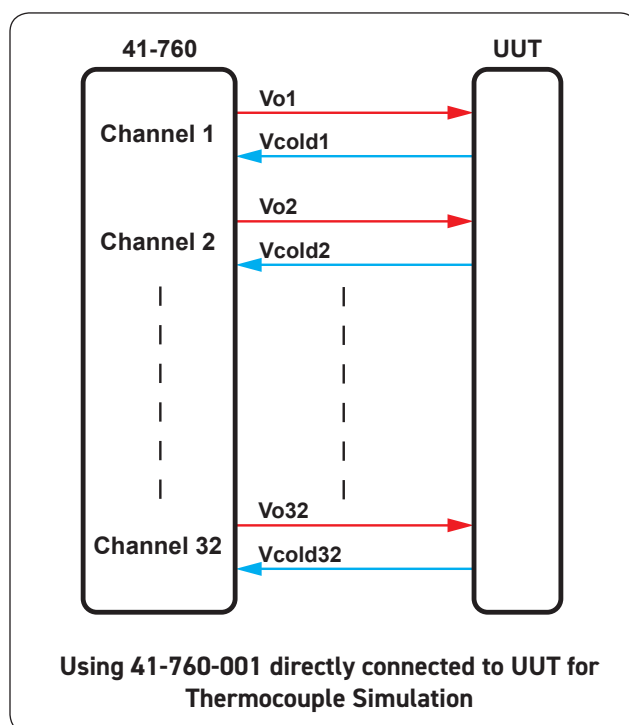 41-760
UUT
Channel 1
Vo1
Vcold1
Channel 2
Vo2
Vcold2
Channel 32
Vo32
Vcold32
Using 41-760-001 directly connected to UUT for
Thermocouple Simulation